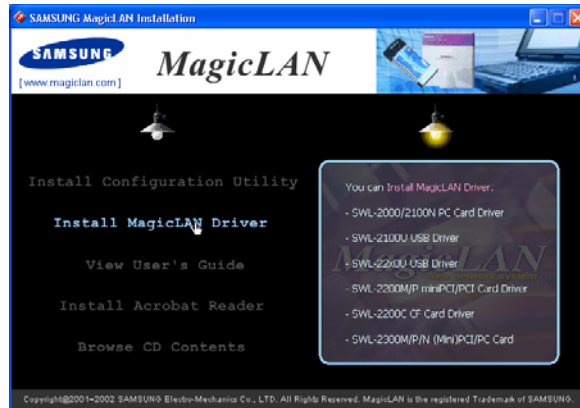 SAMSUNG MagicLAN Installation
SAMSUNG
MagicLAN
[www.magiclan.com]
Install Configuration Utility
Install MagicLAN Driver
View User's Guide
Install Acrobat Reader
Browse CD Contents
You can Install MagicLAN Driver.
- SWL-2000/2100N PC Card Driver
- SWL-2100U USB Driver
- SWL-22x0U USB Driver
- SWL-2200M/P miniPCI/PCI Card Driver
- SWL-2200C CF Card Driver
- SWL-2300M/P/N (Mini)PCI/PC Card
MagicLAN
Copyright@2001-2002 SAMSUNG Electro-Mechanics Co., LTD. All Rights Reserved. MagicLAN is the registered Trademark of SAMSUNG.